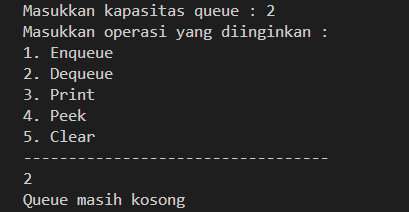 Masukkan kapasitas queue : 2
Masukkan operasi yang diinginkan :
1. Enqueue
2. Dequeue
3. Print
4. Peek
5. Clear
----------------------------------
2
Queue masih kosong